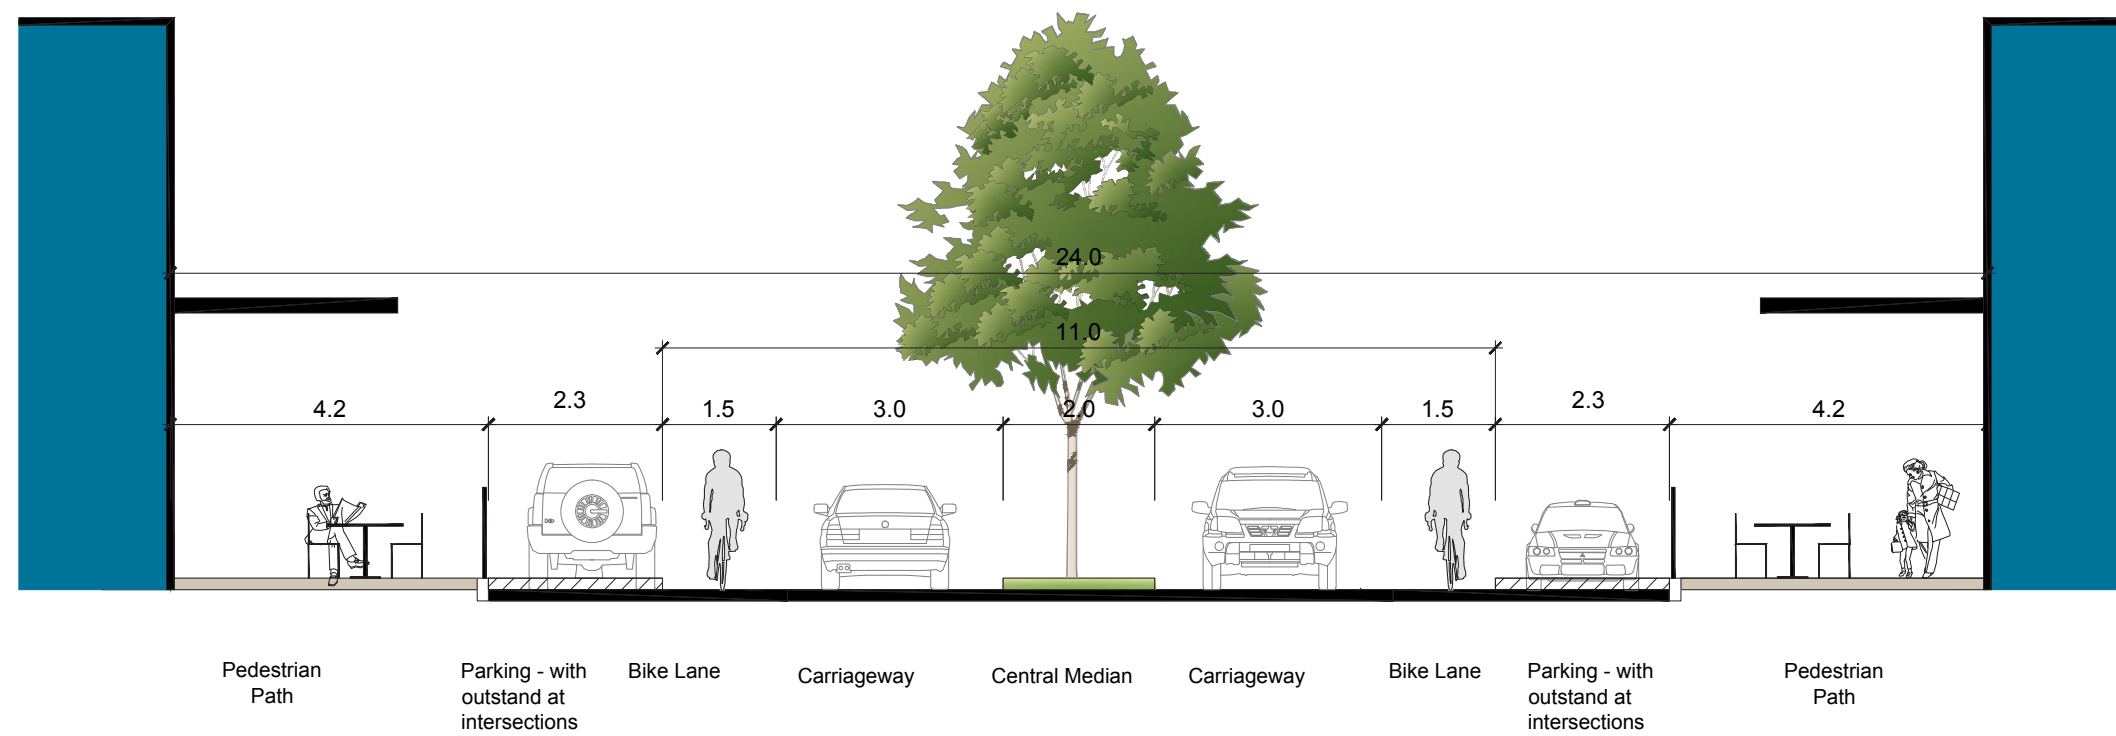 24.0
11.0
4.2
2.3
1.5
3.0
2.0
3.0
1.5
2.3
4.2
Pedestrian
Path
Parking - with
outstand at
intersections
Bike Lane
Carriageway
Central Median
Carriageway
Bike Lane
Parking - with
outstand at
intersections
Pedestrian
Path